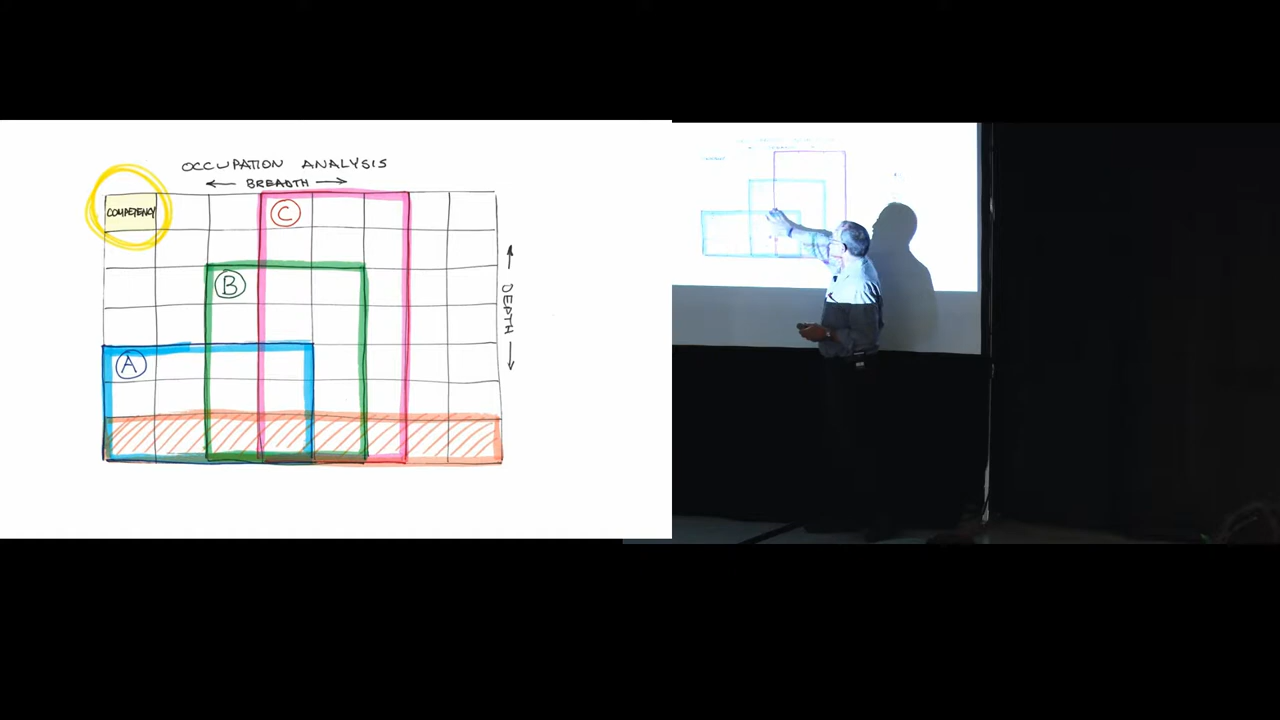 OCCUPATION ANALYSIS
BREADTH
COMPETENCY
C
B
DEPTH
A